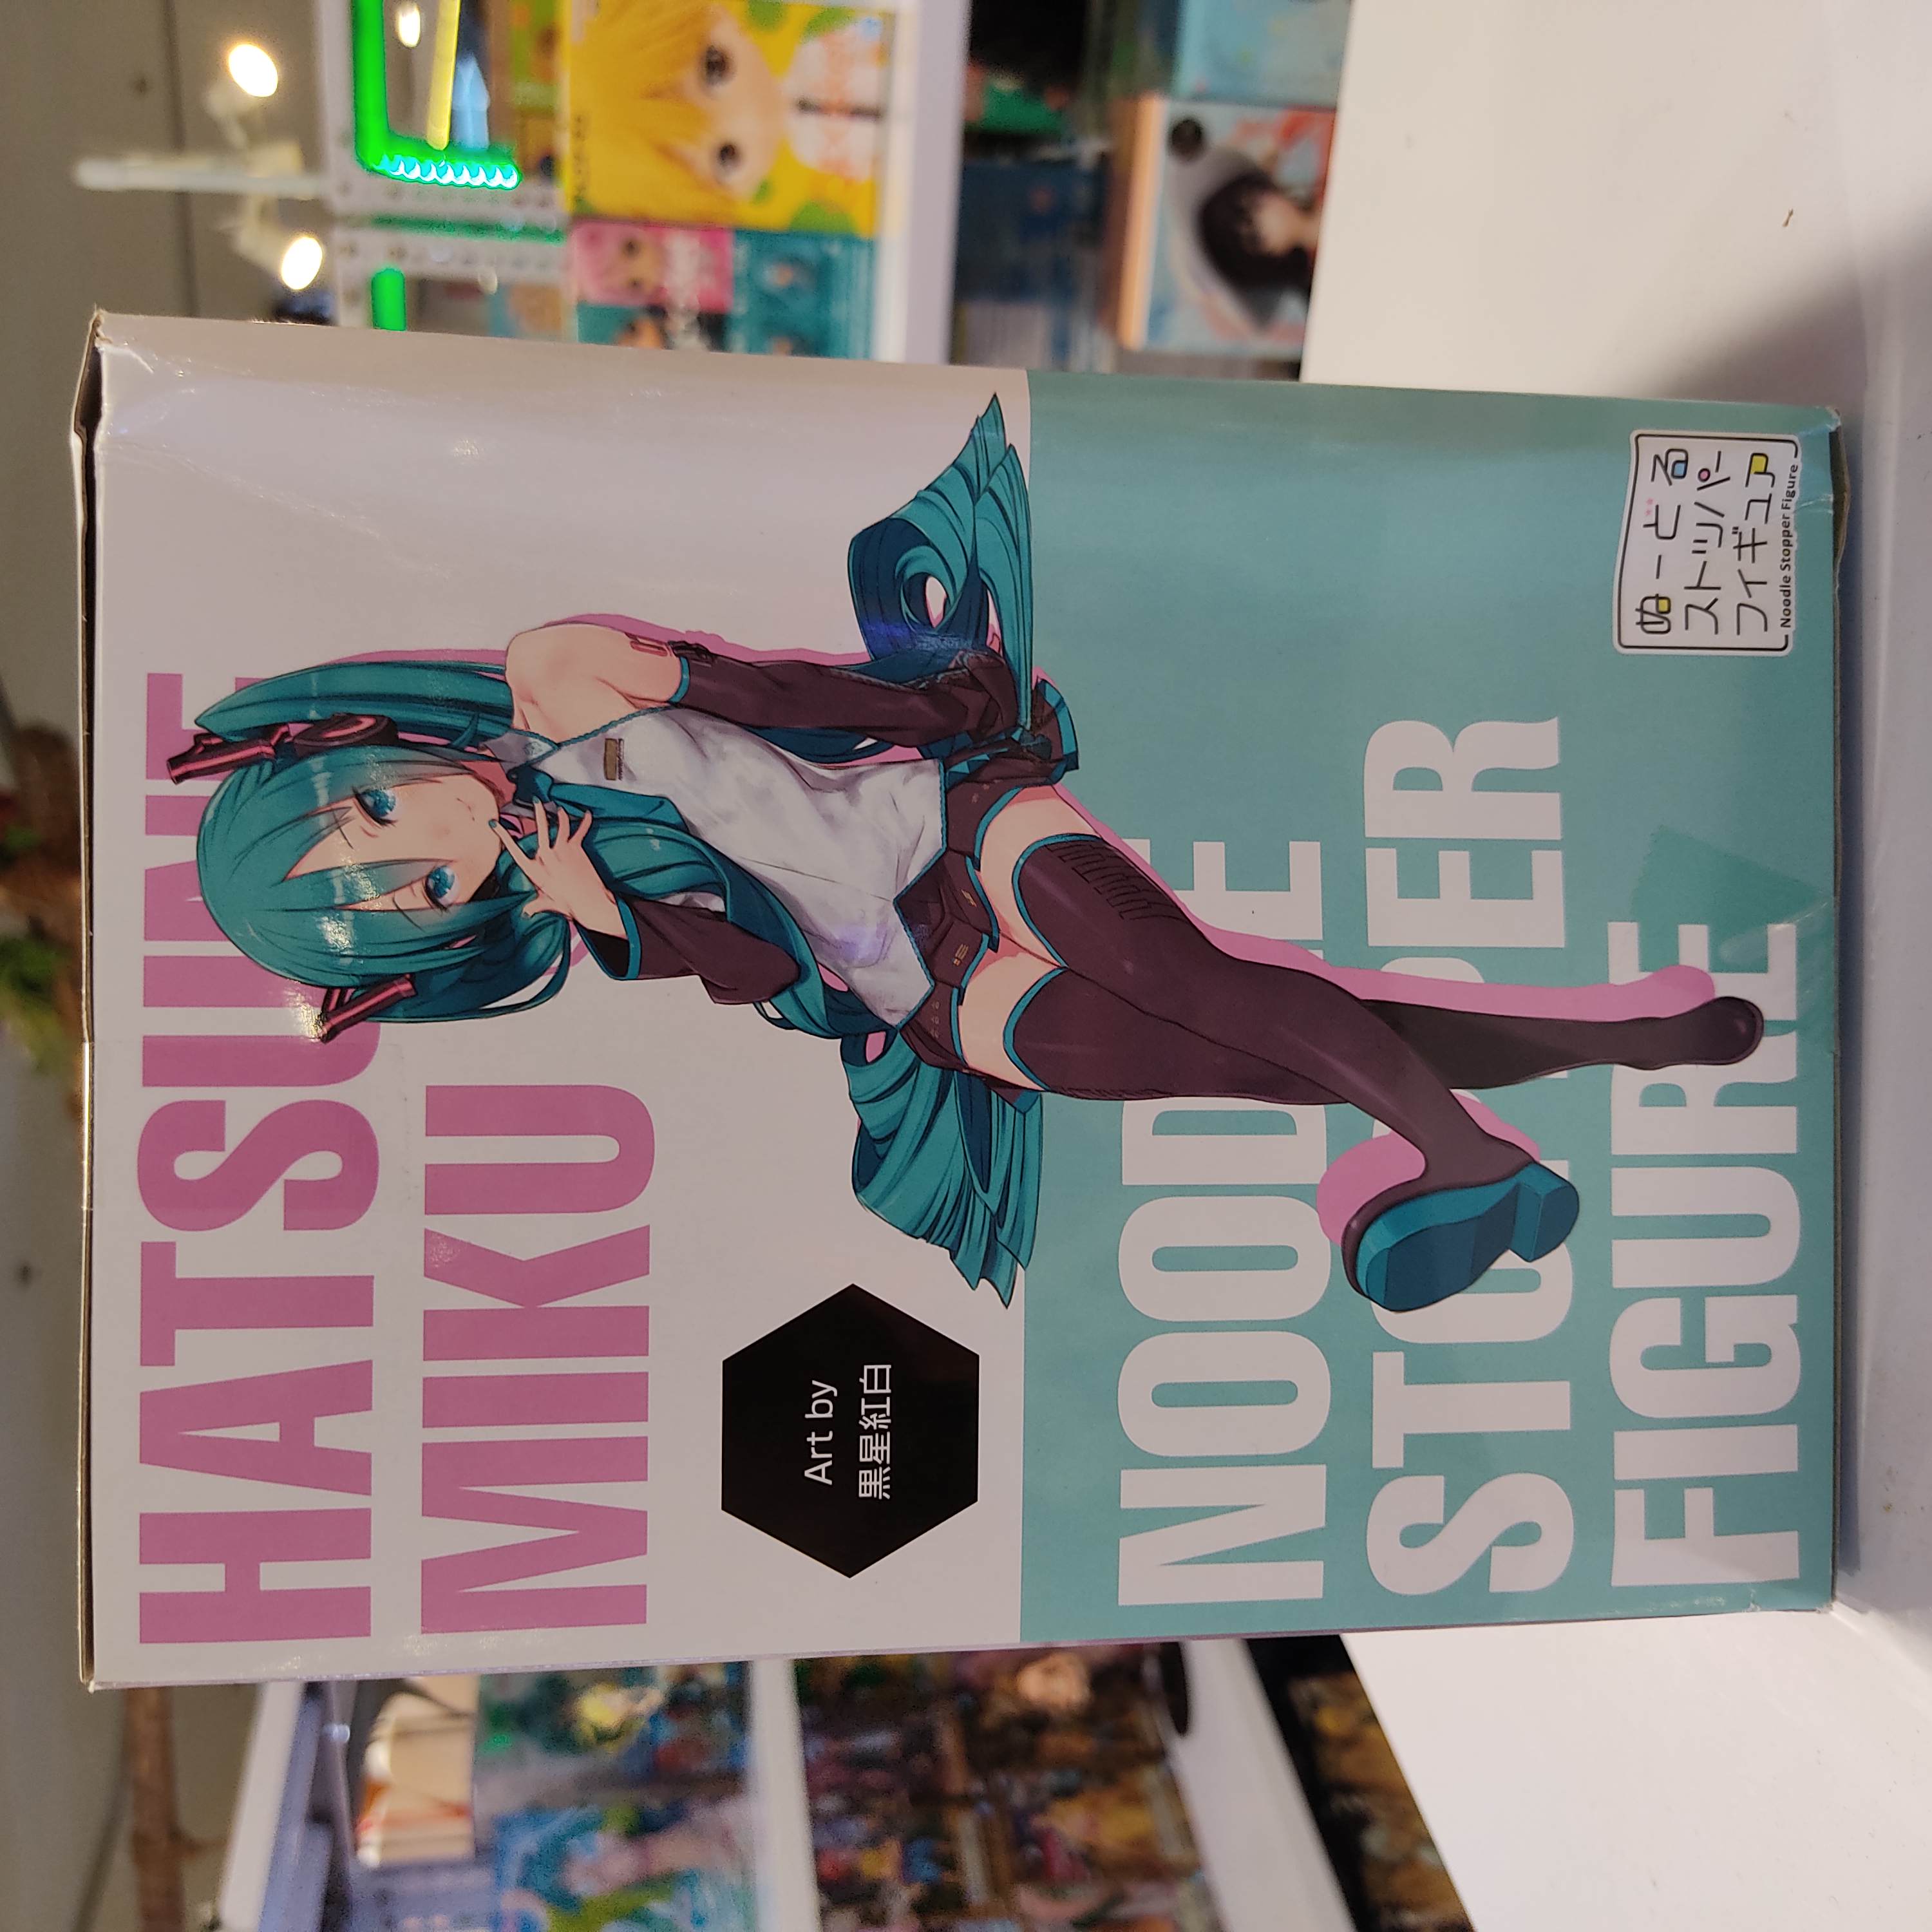 HATSUNE
MIKU
Art by
黒星紅白
NOODLE
STOPPER
FIGURE
ぬーどる
ストッパー
フィギュア
Noodle Stopper Figure